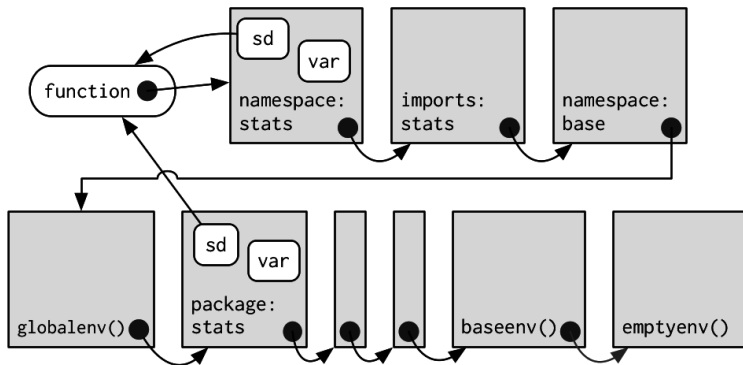 sd
var
function
namespace:
stats
imports:
stats
namespace:
base
sd
var
globalenv()
package:
stats
baseenv()
emptyenv()